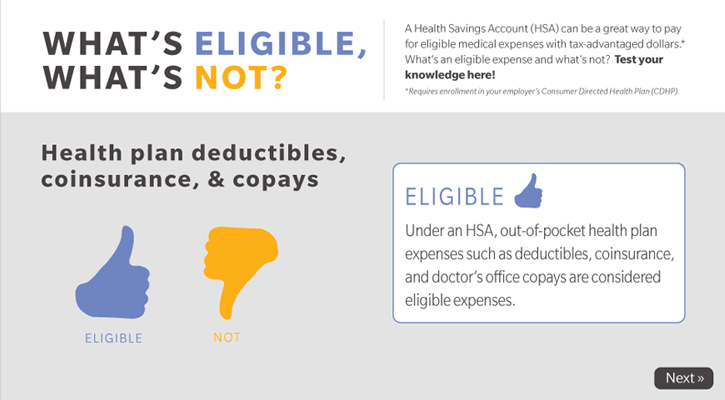 WHAT'S ELIGIBLE,
WHAT'S NOT?
A Health Savings Account (HSA) can be a great way to pay
for eligible medical expenses with tax-advantaged dollars.*
What's an eligible expense and what's not? Test your
knowledge here!
*Requires enrollment in your employer's Consumer Directed Health Plan (CDHP).
Health plan deductibles,
coinsurance, & copays
ELIGIBLE
NOT
ELIGIBLE
Under an HSA, out-of-pocket health plan
expenses such as deductibles, coinsurance,
and doctor's office copays are considered
eligible expenses.
Next »